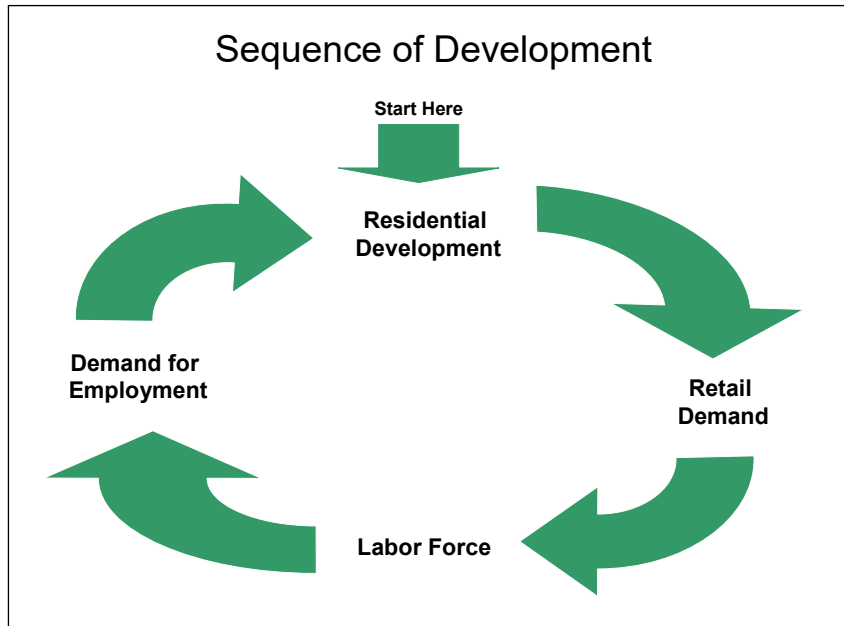 Sequence of Development
Start Here
Residential
Development
Demand for
Employment
Retail
Demand
Labor Force